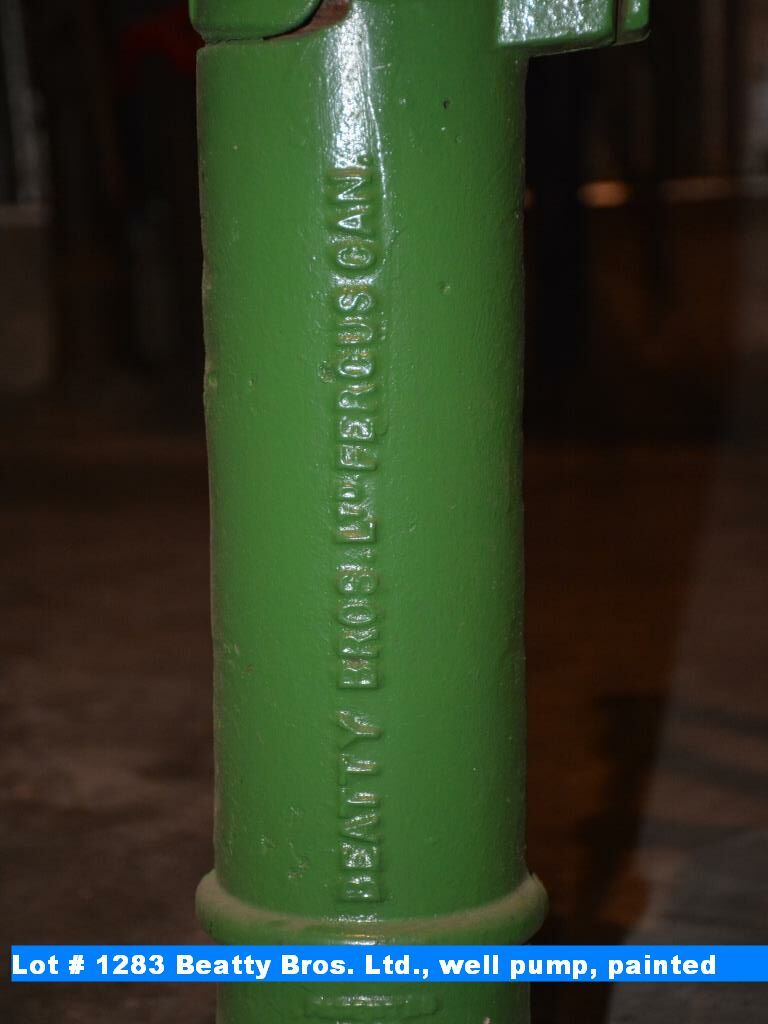 BEATTY BROS. LTD FERGUS CAN.
Lot # 1283 Beatty Bros. Ltd., well pump, painted